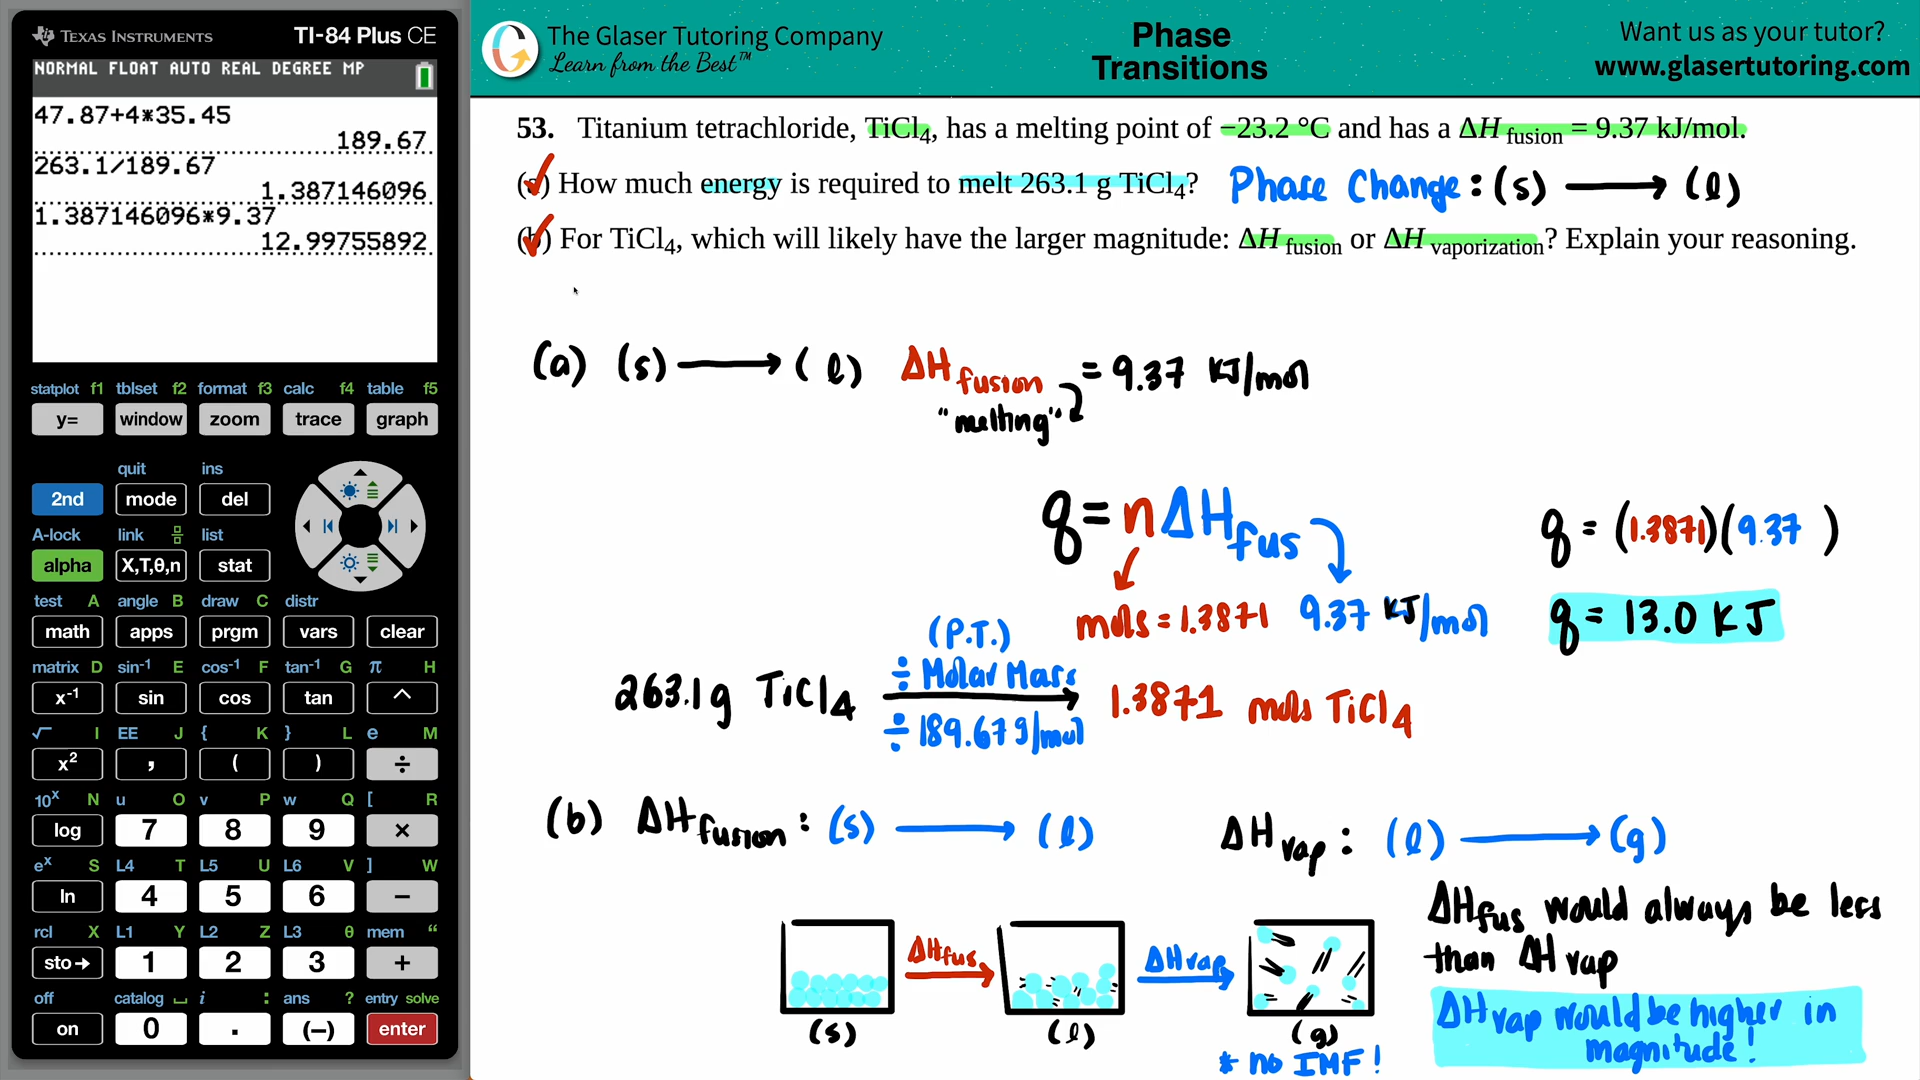 TEXAS INSTRUMENTS TI-84 Plus CE
NORMAL FLOAT AUTO REAL DEGREE MP
47.87+4*35.45
189.67
263.1/189.67
1.387146096
1.387146096*9.37
12.99755892
statplot f1 tblset f2 format f3 calc f4 table f5
y= window zoom trace graph
quit ins
2nd mode del
A-lock link list
alpha X,T,θ,n stat
test A angle B draw C distr
math apps prgm vars clear
matrix D sin⁻¹ E cos⁻¹ F tan⁻¹ G π H
x⁻¹ sin cos tan ^
√ I EE J { K } L e M
x² , ( ) ÷
10ˣ N u O v P w Q [ R
log 7 8 9 ×
eˣ S L4 T L5 U L6 V ] W
ln 4 5 6 −
rcl X L1 Y L2 Z L3 θ mem “
sto→ 1 2 3 +
off catalog ␣ i : ans ? entry solve
on 0 . (−) enter
The Glaser Tutoring Company
Learn from the Best™
Phase
Transitions
Want us as your tutor?
www.glasertutoring.com
53. Titanium tetrachloride, TiCl₄, has a melting point of −23.2 °C and has a ΔH fusion = 9.37 kJ/mol.
(a) How much energy is required to melt 263.1 g TiCl₄? Phase Change: (s) ⟶ (l)
(b) For TiCl₄, which will likely have the larger magnitude: ΔH fusion or ΔH vaporization? Explain your reasoning.
(a) (s) ⟶ (l) ΔH fusion = 9.37 KJ/mol
"melting"
q = nΔH fus
q = (1.3871)(9.37 )
mols = 1.3871 9.37 KJ/mol
q = 13.0 KJ
(P.T.)
÷ Molar Mass
263.1g TiCl₄ ⟶ 1.3871 mols TiCl₄
÷ 189.67 g/mol
(b) ΔH fusion : (s) ⟶ (l) ΔH vap : (l) ⟶ (g)
ΔH fus ΔH vap
(s) (l) (g)
* no IMF !
ΔH fus would always be less
than ΔH vap
ΔH vap would be higher in
magnitude!